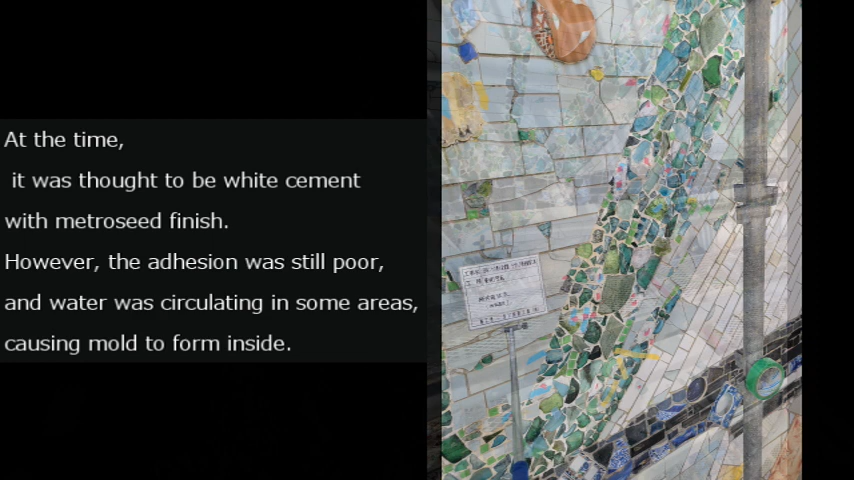 At the time,
it was thought to be white cement
with metroseed finish.
However, the adhesion was still poor,
and water was circulating in some areas,
causing mold to form inside.